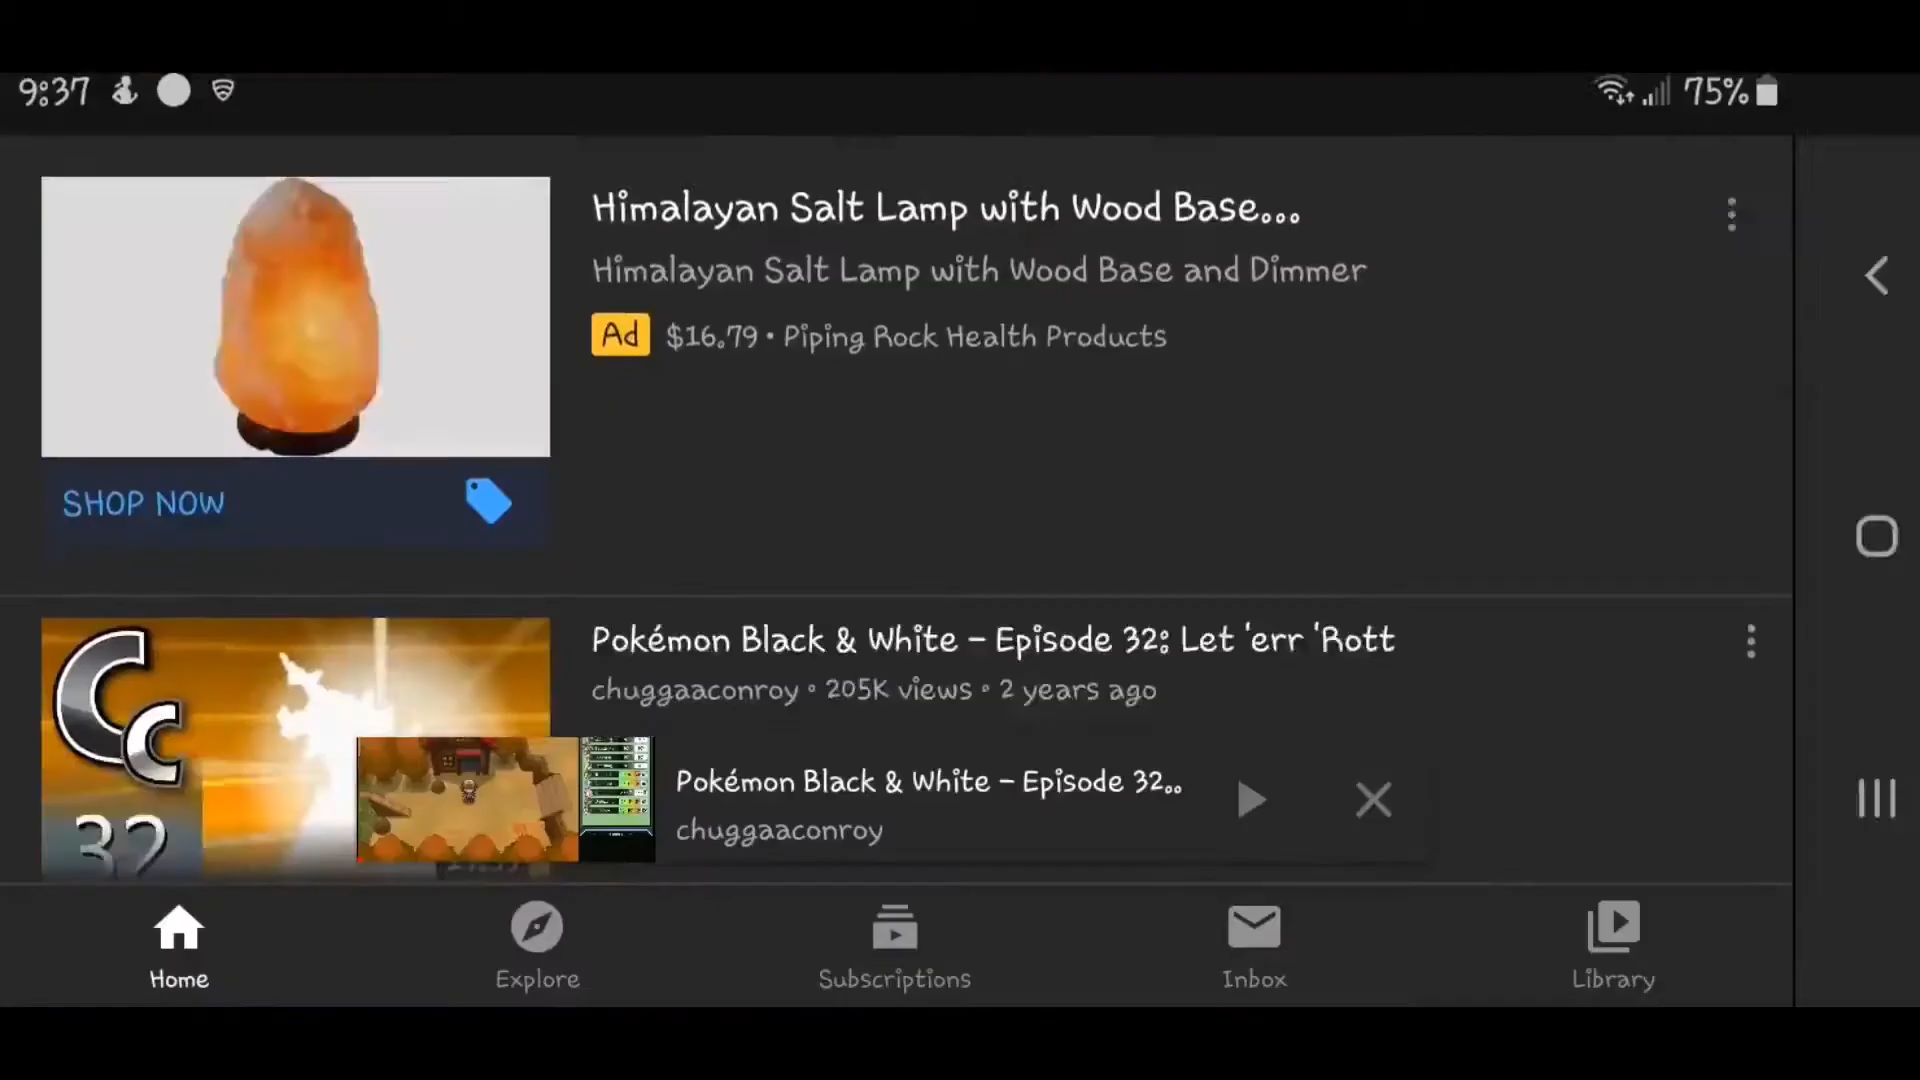 9:37
75%
Himalayan Salt Lamp with Wood Base...
Himalayan Salt Lamp with Wood Base and Dimmer
Ad $16.79 • Piping Rock Health Products
SHOP NOW
Cc
32
Pokémon Black & White – Episode 32: Let 'err 'Rott
chuggaaconroy • 205K views • 2 years ago
Pokémon Black & White – Episode 32..
chuggaaconroy
Home
Explore
Subscriptions
Inbox
Library